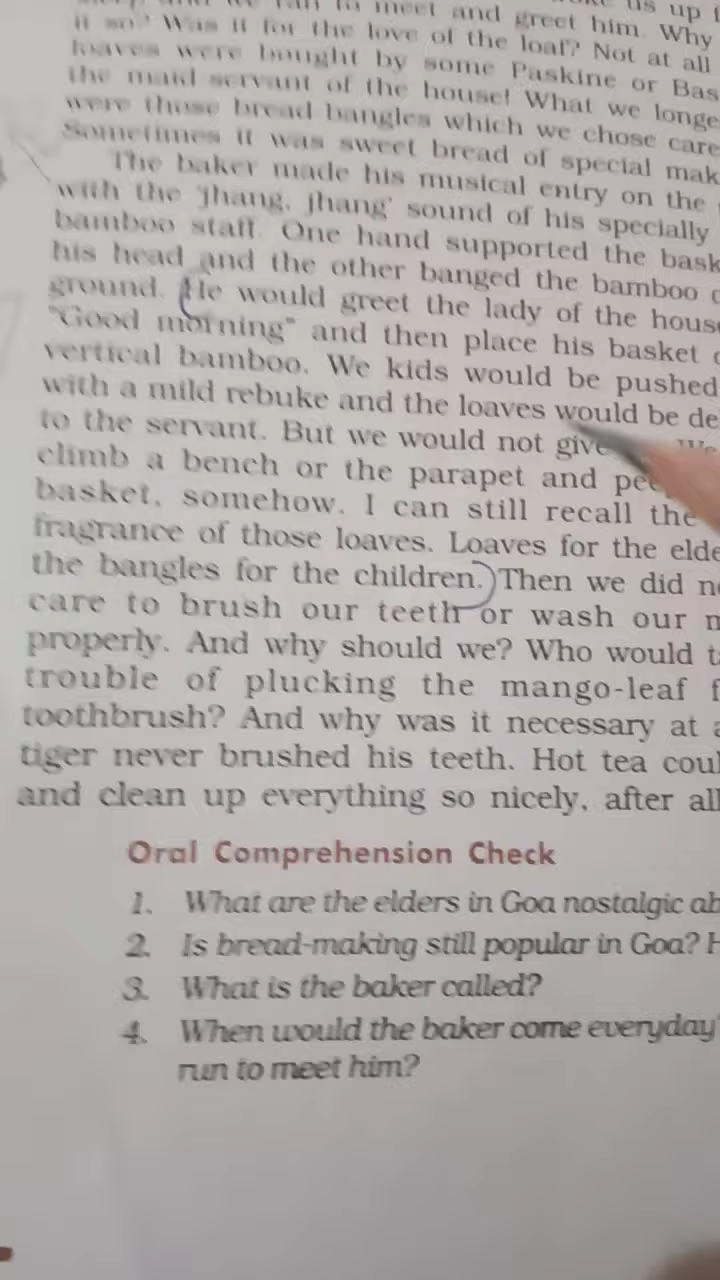 us up
to meet and greet him. Why
it so? Was it for the love of the loaf? Not at all
loaves were bought by some Paskine or Bas
the maid servant of the house! What we longe
were those bread bangles which we chose care
Sometimes it was sweet bread of special mak
The baker made his musical entry on the
with the 'jhang, jhang' sound of his specially
bamboo staff. One hand supported the bask
his head and the other banged the bamboo
ground. He would greet the lady of the hous
"Good morning" and then place his basket
vertical bamboo. We kids would be pushed
with a mild rebuke and the loaves would be de
to the servant. But we would not give
climb a bench or the parapet and pe
basket, somehow. I can still recall the
fragrance of those loaves. Loaves for the elde
the bangles for the children. Then we did n
care to brush our teeth or wash our m
properly. And why should we? Who would t
trouble of plucking the mango-leaf f
toothbrush? And why was it necessary at a
tiger never brushed his teeth. Hot tea coul
and clean up everything so nicely, after all
Oral Comprehension Check
1. What are the elders in Goa nostalgic ab
2. Is bread-making still popular in Goa? H
3. What is the baker called?
4. When would the baker come everyday
run to meet him?